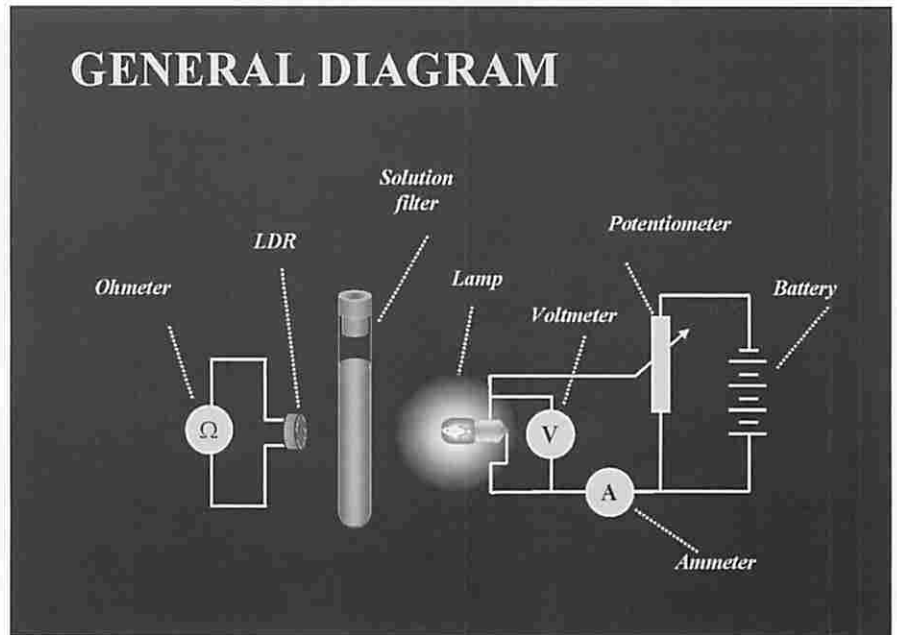 GENERAL DIAGRAM
Solution
filter
Potentiometer
LDR
Ohmeter
Lamp
Battery
Voltmeter
Ω
V
A
Ammeter